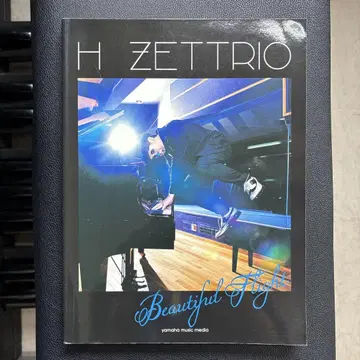 H ZETTRIO
Beautiful Flight
yamaha music media